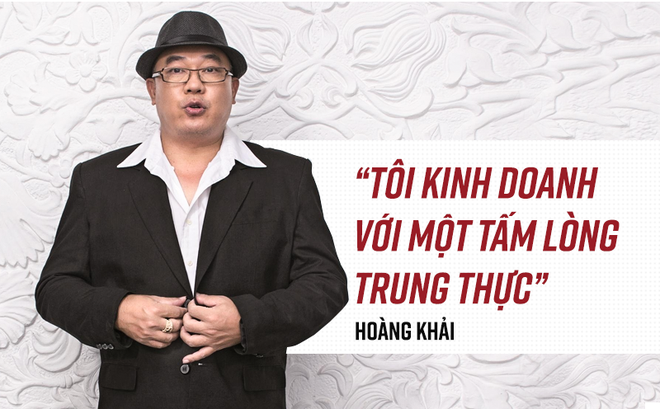 “TÔI KINH DOANH
VỚI MỘT TẤM LÒNG
TRUNG THỰC”
HOÀNG KHẢI